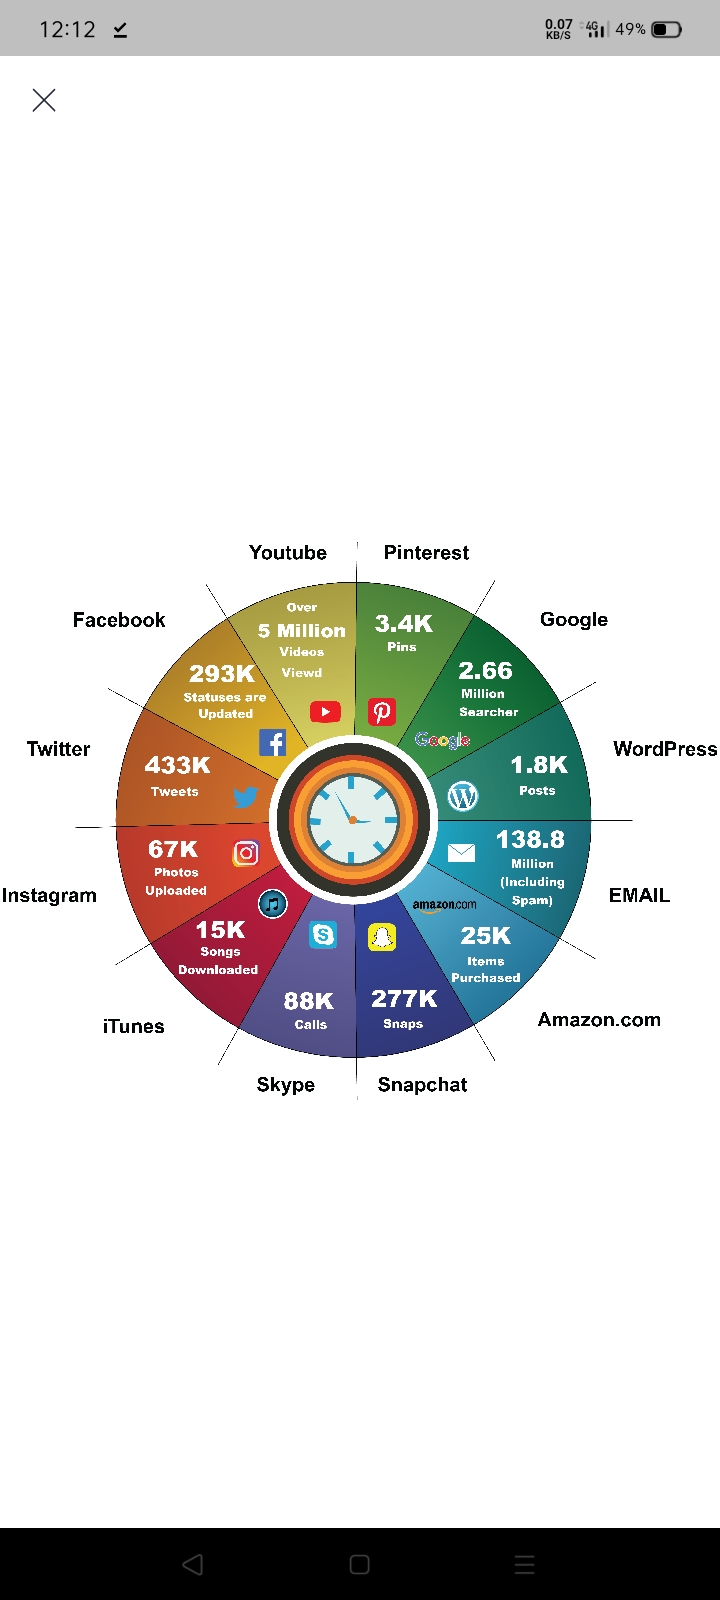 12:12
0.07
KB/S
4G
49%
Youtube
Pinterest
Facebook
Google
Twitter
WordPress
Instagram
EMAIL
iTunes
Amazon.com
Skype
Snapchat
Over
5 Million
Videos
Viewd
3.4K
Pins
2.66
Million
Searcher
Google
1.8K
Posts
138.8
Million
(Including
Spam)
amazon.com
25K
Items
Purchased
277K
Snaps
88K
Calls
15K
Songs
Downloaded
67K
Photos
Uploaded
433K
Tweets
293K
Statuses are
Updated